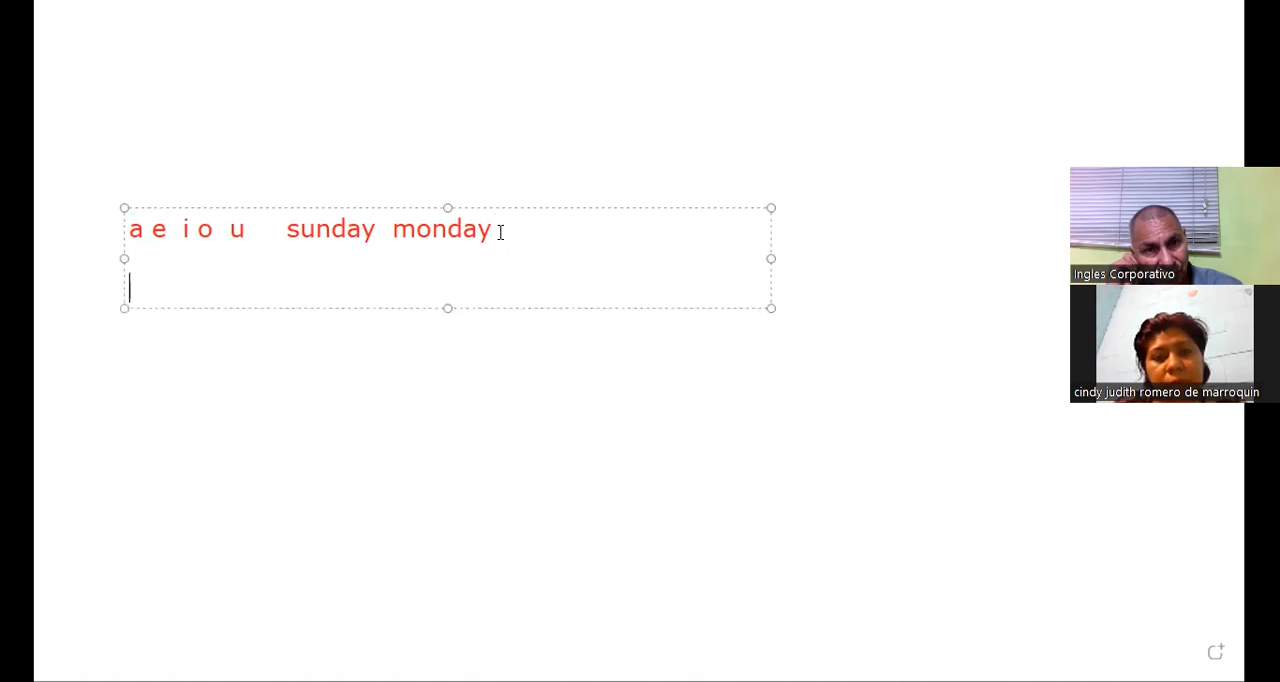 a e i o u sunday monday
Ingles Corporativo
cindy judith romero de marroquin